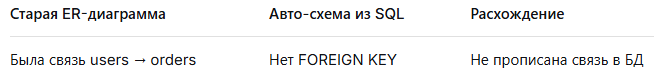 Старая ER-диаграмма Авто-схема из SQL Расхождение
Была связь users → orders Нет FOREIGN KEY Не прописана связь в БД